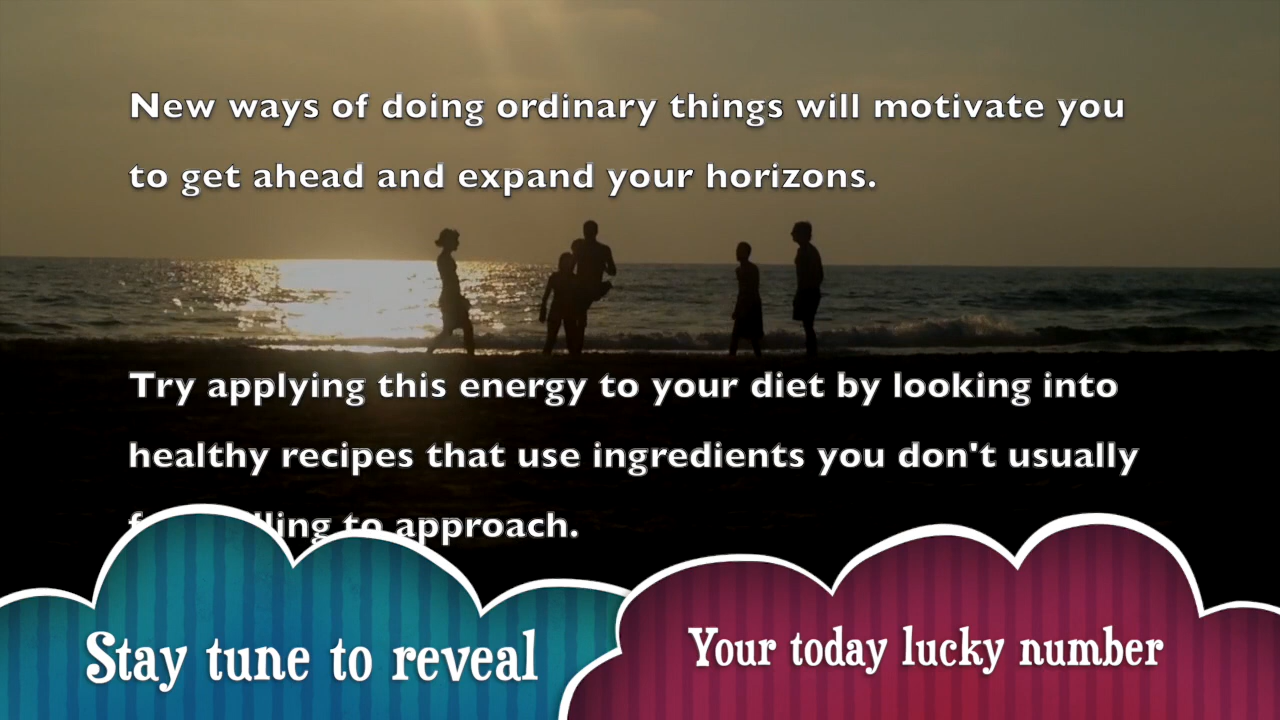 New ways of doing ordinary things will motivate you
to get ahead and expand your horizons.
Try applying this energy to your diet by looking into
healthy recipes that use ingredients you don't usually
to approach.
Stay tune to reveal
Your today lucky number